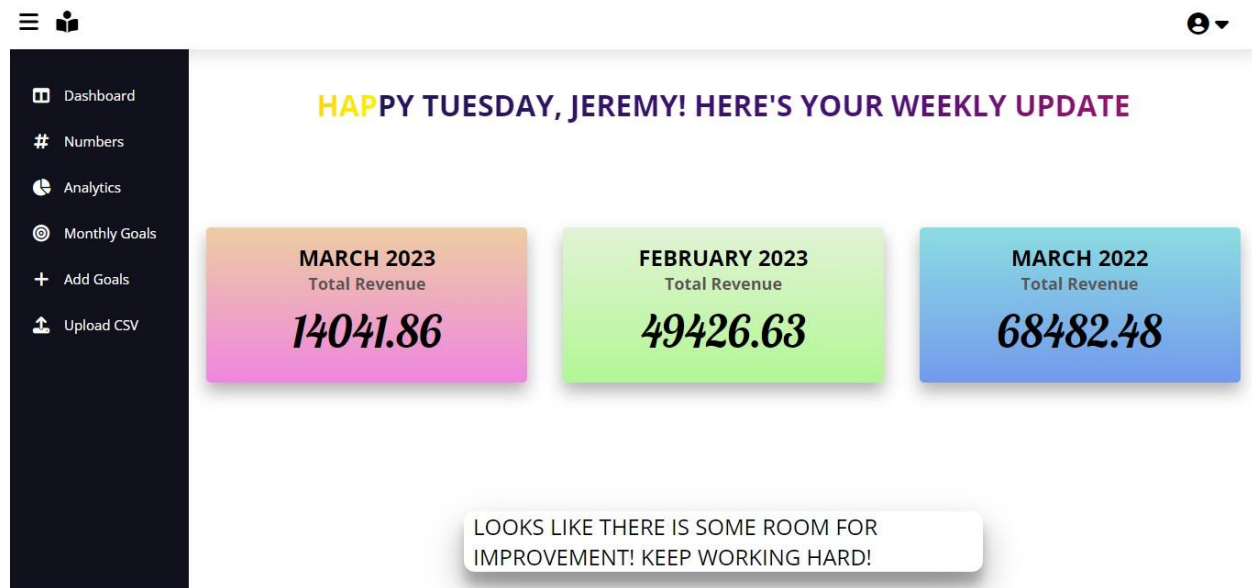 HAPPY TUESDAY, JEREMY! HERE'S YOUR WEEKLY UPDATE
Dashboard
Numbers
Analytics
Monthly Goals
Add Goals
Upload CSV
MARCH 2023
Total Revenue
14041.86
FEBRUARY 2023
Total Revenue
49426.63
MARCH 2022
Total Revenue
68482.48
LOOKS LIKE THERE IS SOME ROOM FOR
IMPROVEMENT! KEEP WORKING HARD!